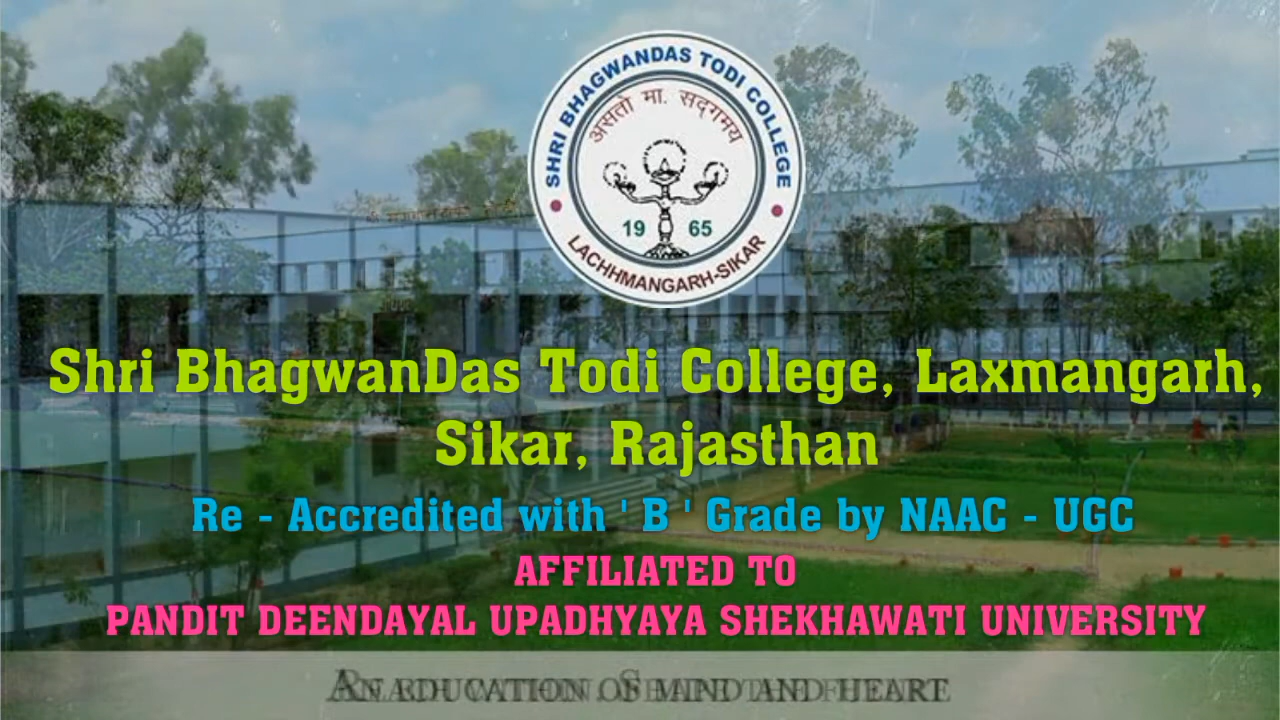 SHRI BHAGWANDAS TODI COLLEGE
असतो मा. सद्गमय
19 65
LACHHMANGARH-SIKAR
Shri BhagwanDas Todi College, Laxmangarh,
Sikar, Rajasthan
Re - Accredited with ' B ' Grade by NAAC - UGC
AFFILIATED TO
PANDIT DEENDAYAL UPADHYAYA SHEKHAWATI UNIVERSITY